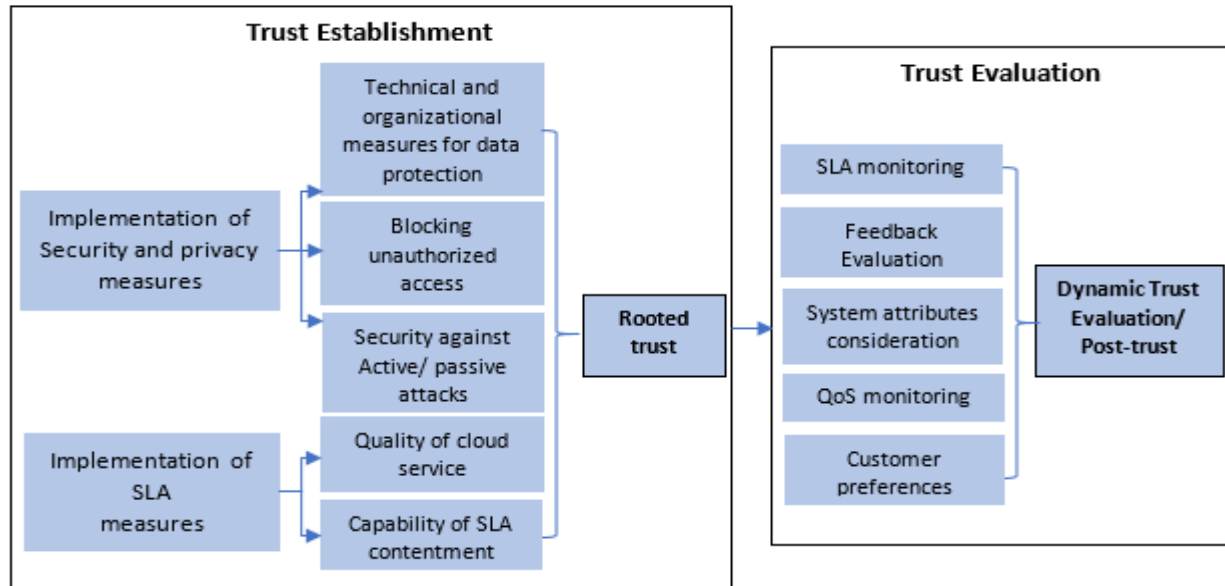 Trust Establishment
Implementation of
Security and privacy
measures
Technical and
organizational
measures for data
protection
Blocking
unauthorized
access
Security against
Active/ passive
attacks
Implementation of
SLA
measures
Quality of cloud
service
Capability of SLA
contentment
Rooted
trust
Trust Evaluation
SLA monitoring
Feedback
Evaluation
System attributes
consideration
QoS monitoring
Customer
preferences
Dynamic Trust
Evaluation/
Post-trust